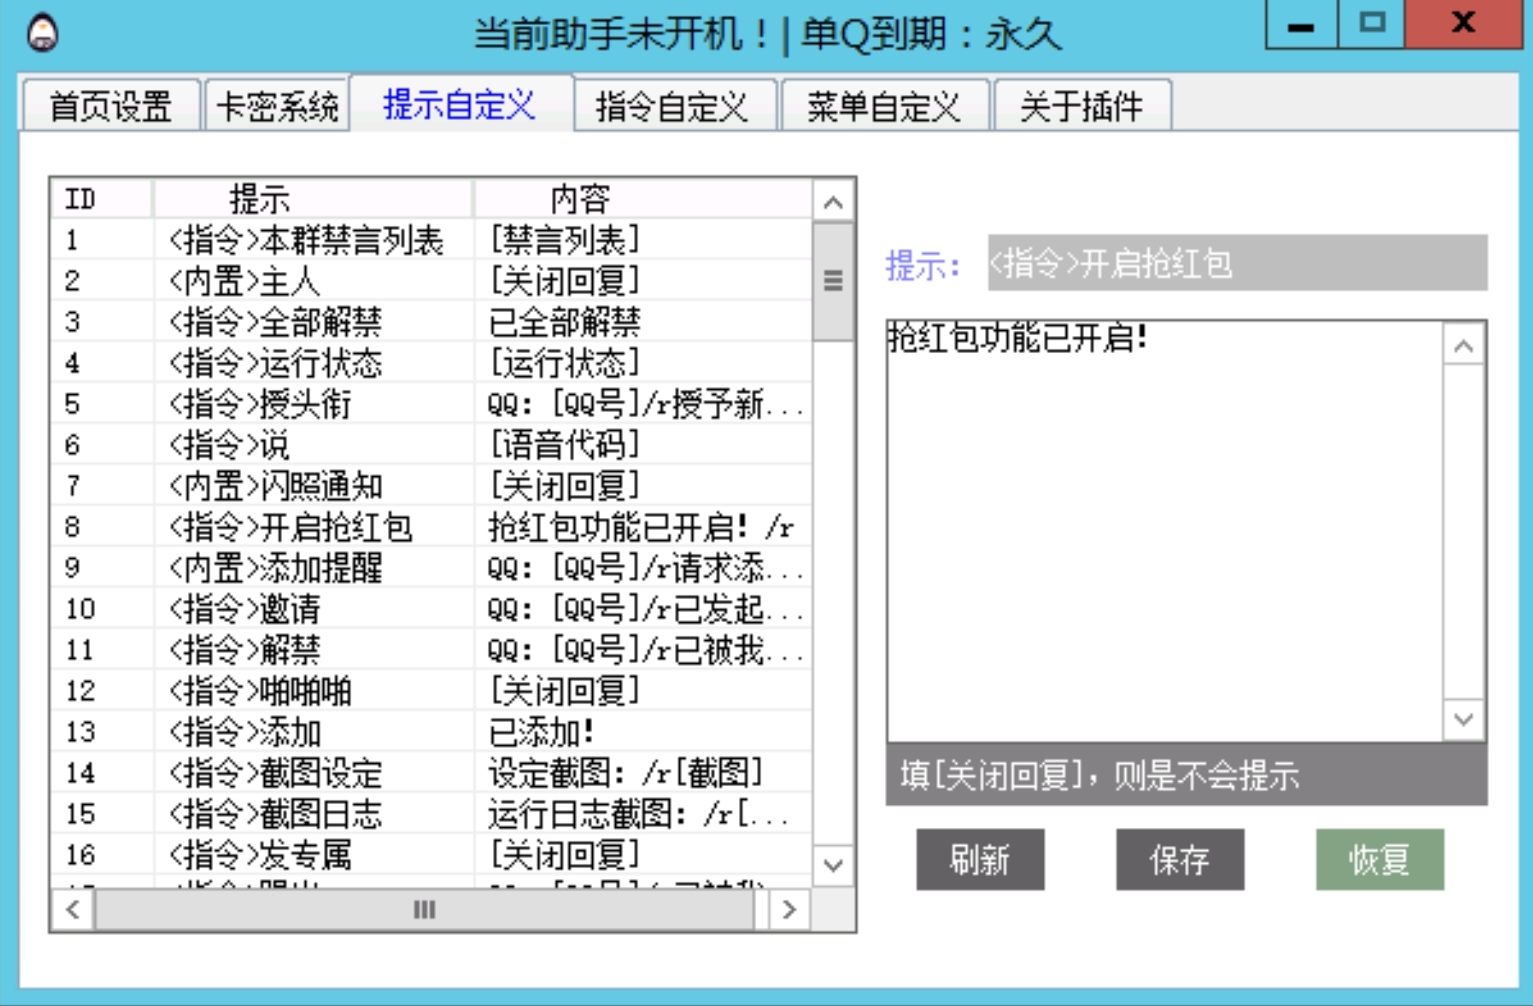 当前助手未开机！| 单Q到期：永久
首页设置 卡密系统 提示自定义 指令自定义 菜单自定义 关于插件
ID 提示 内容
1 <指令>本群禁言列表 [禁言列表]
2 <内置>主人 [关闭回复]
3 <指令>全部解禁 已全部解禁
4 <指令>运行状态 [运行状态]
5 <指令>授头衔 QQ: [QQ号]/r授予新...
6 <指令>说 [语音代码]
7 <内置>闪照通知 [关闭回复]
8 <指令>开启抢红包 抢红包功能已开启! /r
9 <内置>添加提醒 QQ: [QQ号]/r请求添...
10 <指令>邀请 QQ: [QQ号]/r已发起...
11 <指令>解禁 QQ: [QQ号]/r已被我...
12 <指令>啪啪啪 [关闭回复]
13 <指令>添加 已添加!
14 <指令>截图设定 设定截图: /r[截图]
15 <指令>截图日志 运行日志截图: /r[...
16 <指令>发专属 [关闭回复]
提示: <指令>开启抢红包
抢红包功能已开启!
填[关闭回复]，则是不会提示
刷新 保存 恢复